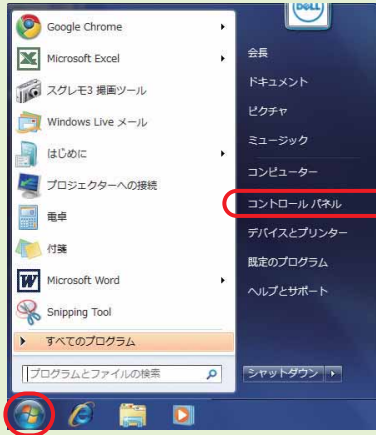 DELL
Google Chrome
Microsoft Excel
スグレモ3 描画ツール
Windows Live メール
はじめに
プロジェクターへの接続
電卓
付箋
Microsoft Word
Snipping Tool
すべてのプログラム
プログラムとファイルの検索
会長
ドキュメント
ピクチャ
ミュージック
コンピューター
コントロール パネル
デバイスとプリンター
既定のプログラム
ヘルプとサポート
シャットダウン